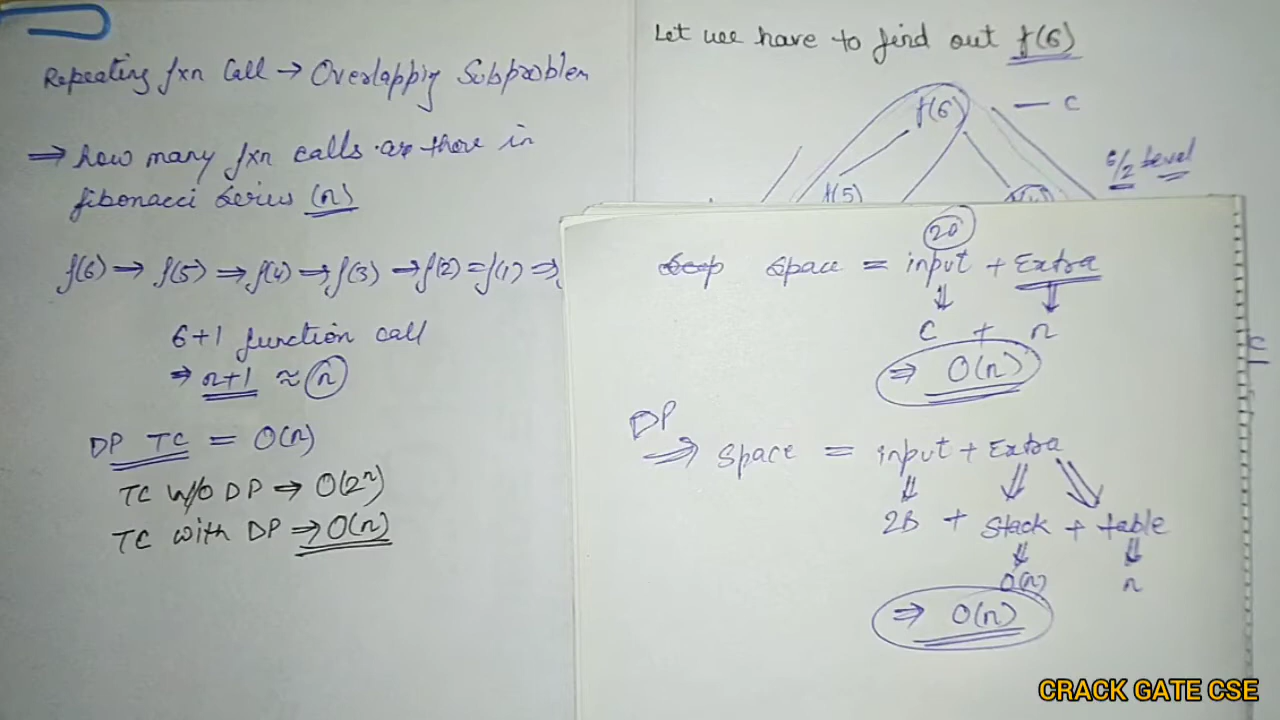 Repeating fxn Call → Overlappig Subproblem
⇒ how many fxn calls are there in
fibonacci series (n)
f(6) → f(5) ⇒ f(4) ⇒ f(3) → f(2) = f(1) ⇒
6+1 function call
⇒ n+1 ≈ n
DP TC = O(n)
TC w/o DP ⇒ O(2ⁿ)
TC with DP ⇒ O(n)
Let we have to find out f(6)
f(6) — C
6/2 Level
f(5)
Space = input + Extra
C + n
⇒ O(n)
DP
⇒ Space = input + Extra
2B + Stack + table
O(n) n
⇒ O(n)
C
CRACK GATE CSE